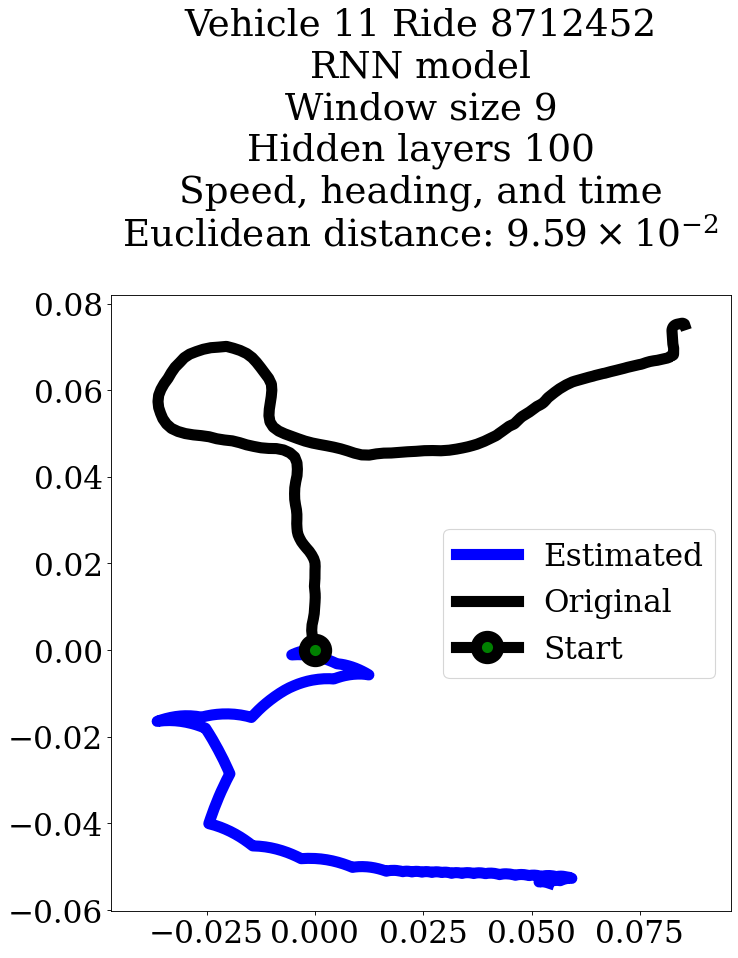 Vehicle 11 Ride 8712452
RNN model
Window size 9
Hidden layers 100
Speed, heading, and time
Euclidean distance: 9.59 × 10⁻²
0.08
0.06
0.04
0.02
0.00
−0.02
−0.04
−0.06
Estimated
Original
Start
−0.025 0.000 0.025 0.050 0.075